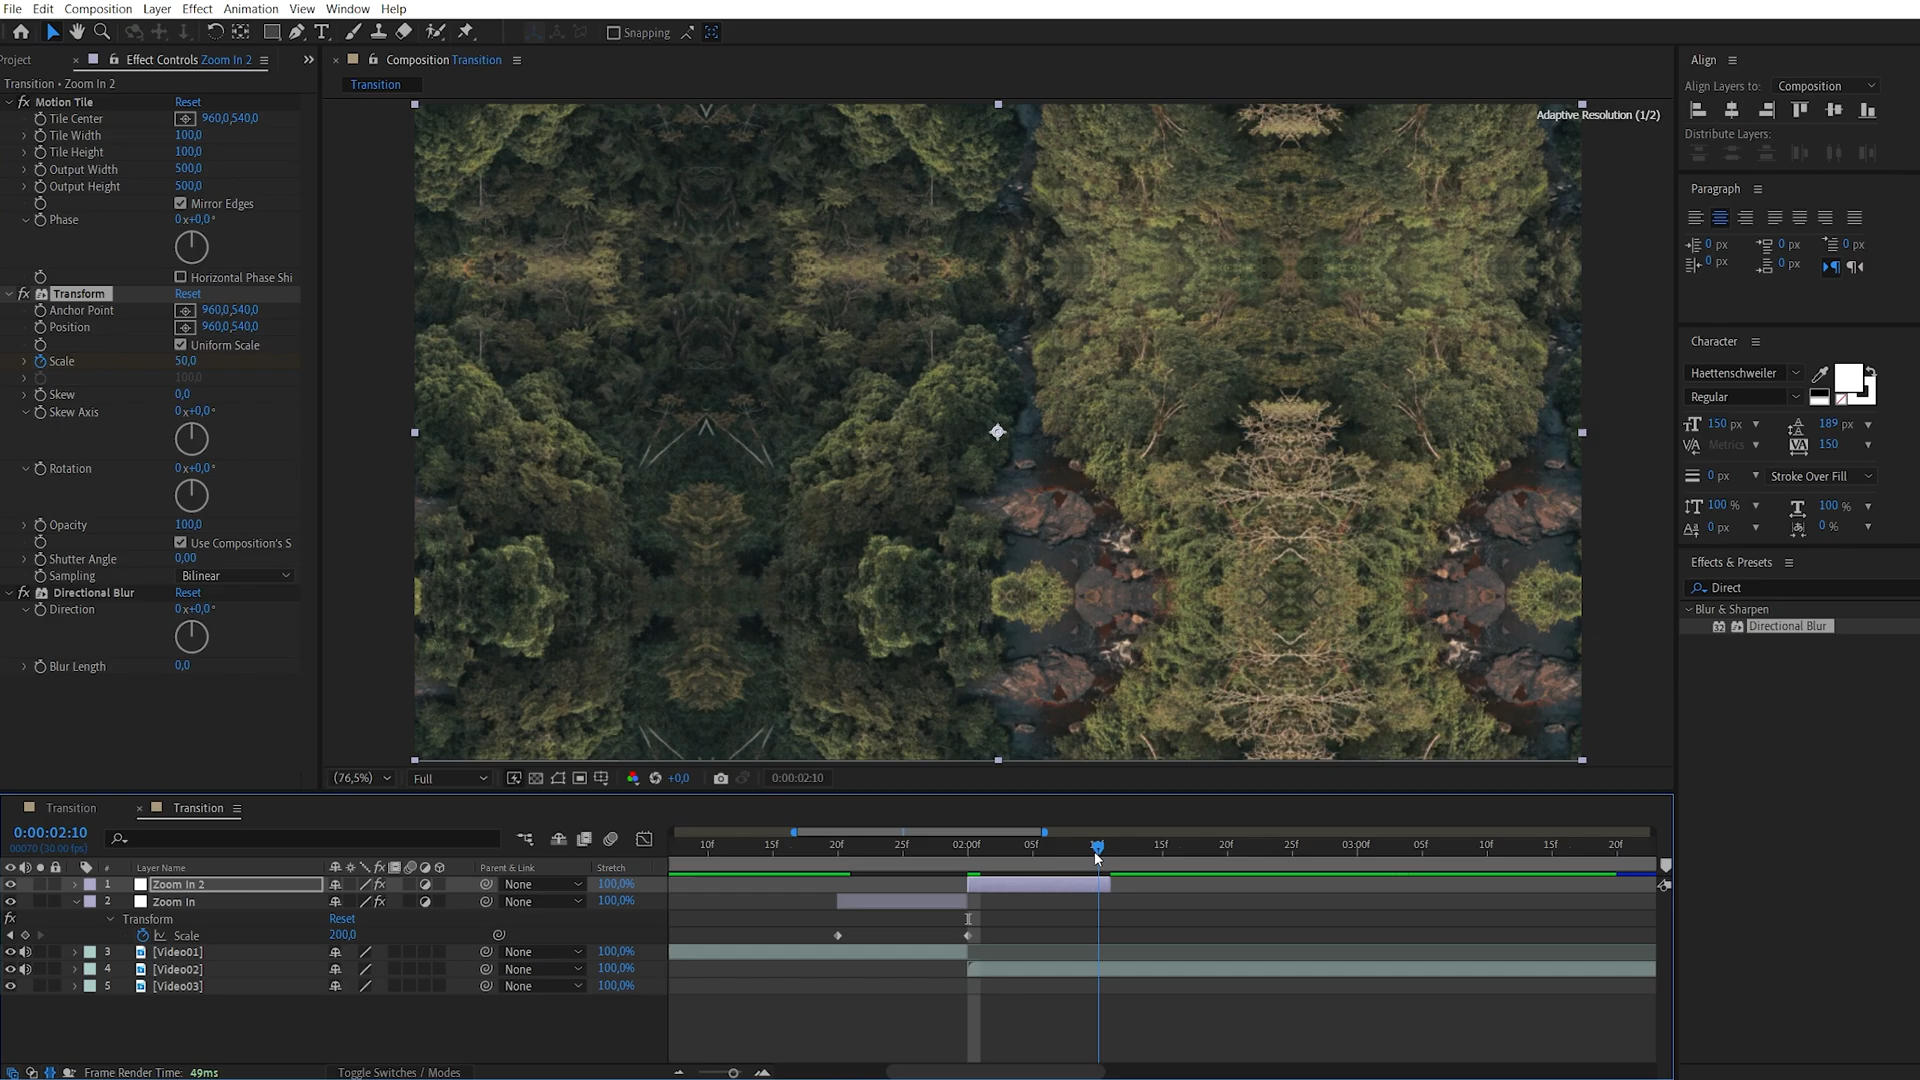 File Edit Composition Layer Effect Animation View Window Help
Snapping
Project
Effect Controls Zoom In 2
Transition • Zoom In 2
Motion Tile Reset
Tile Center 960,0,540,0
Tile Width 100,0
Tile Height 100,0
Output Width 500,0
Output Height 500,0
Mirror Edges
Phase 0x+0,0°
Horizontal Phase Shi
Transform Reset
Anchor Point 960,0,540,0
Position 960,0,540,0
Uniform Scale
Scale 50,0
100,0
Skew 0,0
Skew Axis 0x+0,0°
Rotation 0x+0,0°
Opacity 100,0
Use Composition's S
Shutter Angle 0,00
Sampling Bilinear
Directional Blur Reset
Direction 0x+0,0°
Blur Length 0,0
Composition Transition
Transition
Adaptive Resolution (1/2)
(76,5%) Full +0,0 0:00:02:10
Align
Align Layers to: Composition
Distribute Layers:
Paragraph
0 px 0 px 0 px
0 px 0 px
Character
Haettenschweiler
Regular
150 px 189 px
Metrics 150
0 px Stroke Over Fill
100 % 100 %
0 px 0 %
Effects & Presets
Direct
Blur & Sharpen
32 Directional Blur
Transition Transition
0:00:02:10
00070 (30.00 fps)
10f 15f 20f 25f 02:00f 05f 15f 20f 25f 03:00f 05f 10f 15f 20f
# Layer Name Parent & Link Stretch
1 Zoom In 2 None 100,0%
2 Zoom In None 100,0%
Transform Reset
Scale 200,0
3 [Video01] None 100,0%
4 [Video02] None 100,0%
5 [Video03] None 100,0%
Frame Render Time: 49ms Toggle Switches / Modes